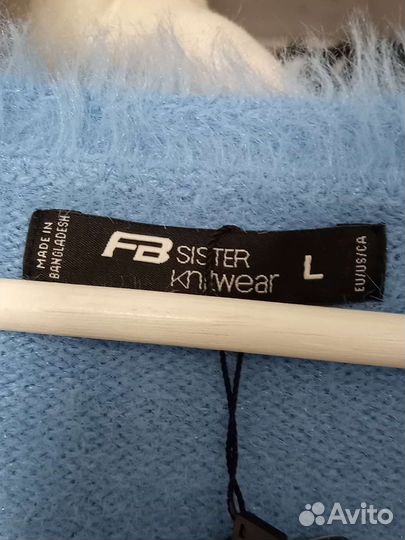 MADE IN
BANGLADESH
FB SISTER
knitwear
L
EU/US/CA
Avito